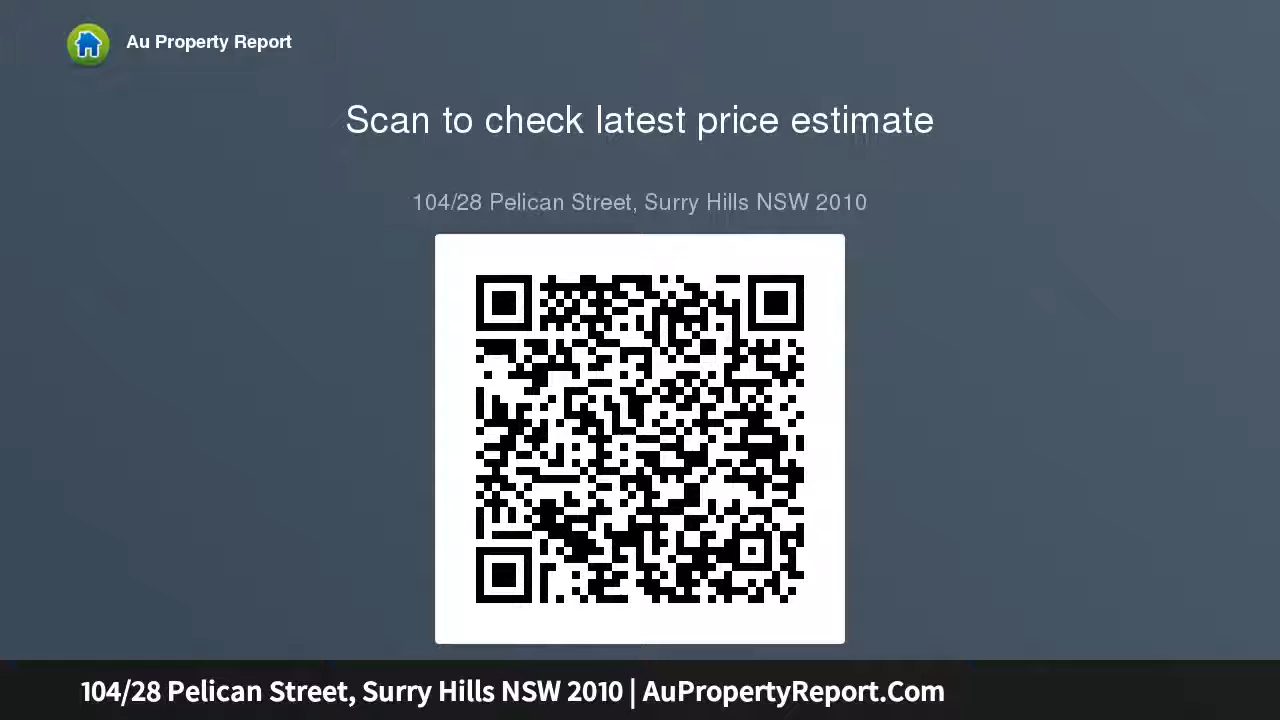 Au Property Report
Scan to check latest price estimate
104/28 Pelican Street, Surry Hills NSW 2010
104/28 Pelican Street, Surry Hills NSW 2010 | AuPropertyReport.Com